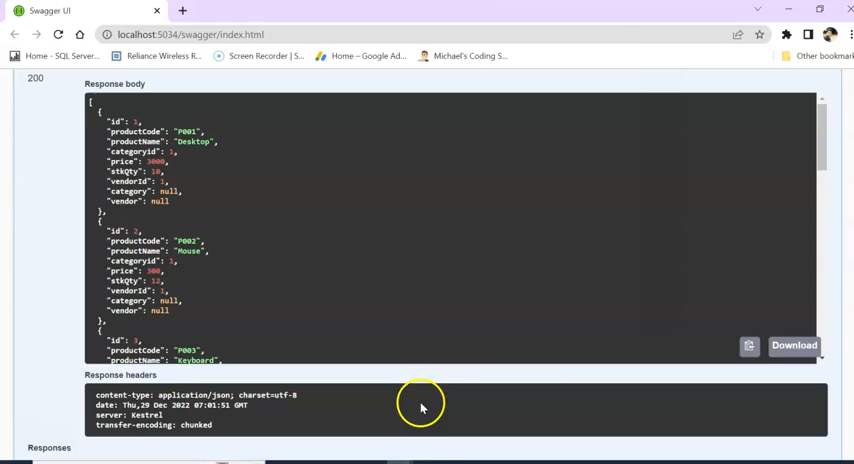 Swagger UI
localhost:5034/swagger/index.html
Home - SQL Server...
Reliance Wireless R...
Screen Recorder | S...
Home – Google Ad...
Michael's Coding S...
Other bookmark
200
Response body
[
{
"id": 1,
"productCode": "P001",
"productName": "Desktop",
"categoryid": 1,
"price": 3000,
"stkQty": 10,
"vendorId": 1,
"category": null,
"vendor": null
},
{
"id": 2,
"productCode": "P002",
"productName": "Mouse",
"categoryid": 1,
"price": 300,
"stkQty": 12,
"vendorId": 1,
"category": null,
"vendor": null
},
{
"id": 3,
"productCode": "P003",
"productName": "Keyboard",
Download
Response headers
content-type: application/json; charset=utf-8
date: Thu,29 Dec 2022 07:01:51 GMT
server: Kestrel
transfer-encoding: chunked
Responses